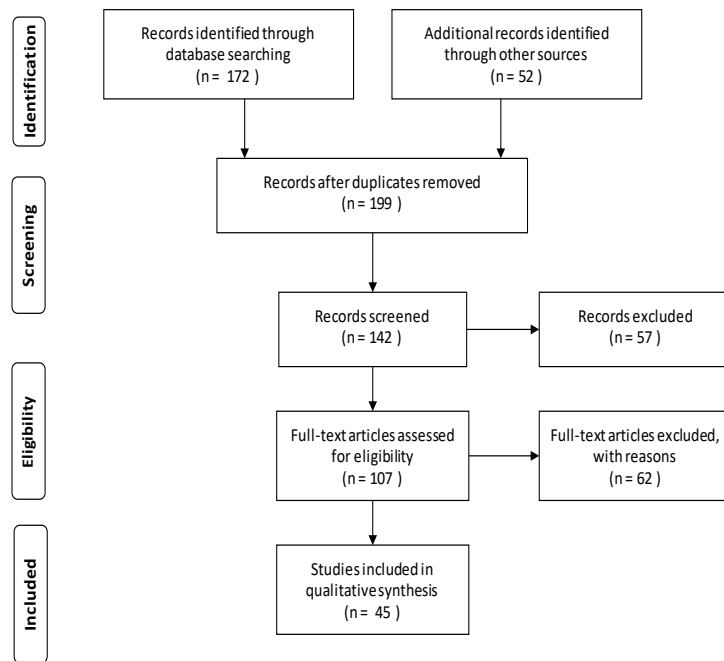 Identification
Records identified through
database searching
(n = 172 )
Additional records identified
through other sources
(n = 52 )
Screening
Records after duplicates removed
(n = 199 )
Records screened
(n = 142 )
Records excluded
(n = 57 )
Eligibility
Full-text articles assessed
for eligibility
(n = 107 )
Full-text articles excluded,
with reasons
(n = 62 )
Included
Studies included in
qualitative synthesis
(n = 45 )